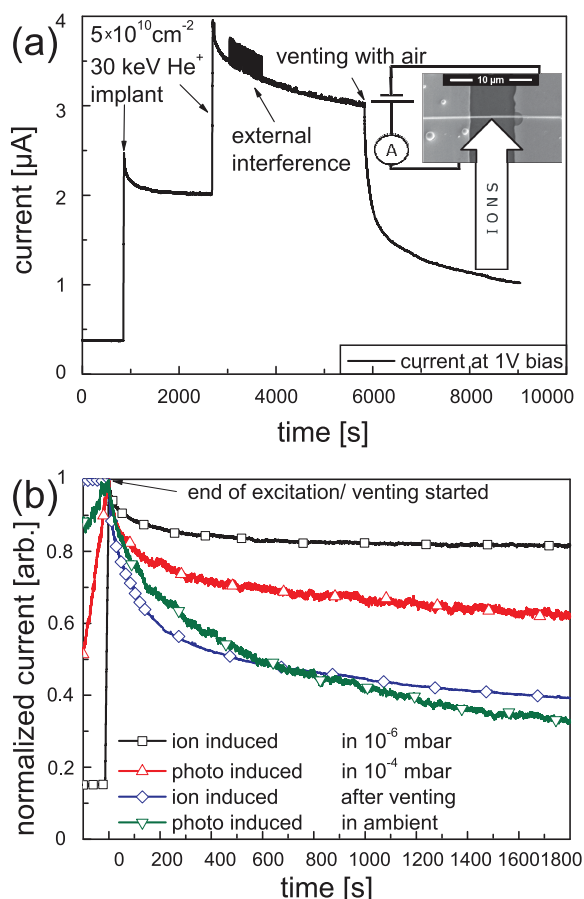 (a)
5×10¹⁰cm⁻²
30 keV He⁺
implant
external
interference
venting with air
10 µm
A
IONS
current [µA]
4
3
2
1
0
0 2000 4000 6000 8000 10000
current at 1V bias
time [s]
(b)
end of excitation/ venting started
normalized current [arb.]
1
0.8
0.6
0.4
0.2
0
ion induced in 10⁻⁶ mbar
photo induced in 10⁻⁴ mbar
ion induced after venting
photo induced in ambient
0 200 400 600 800 1000 1200 1400 1600 1800
time [s]